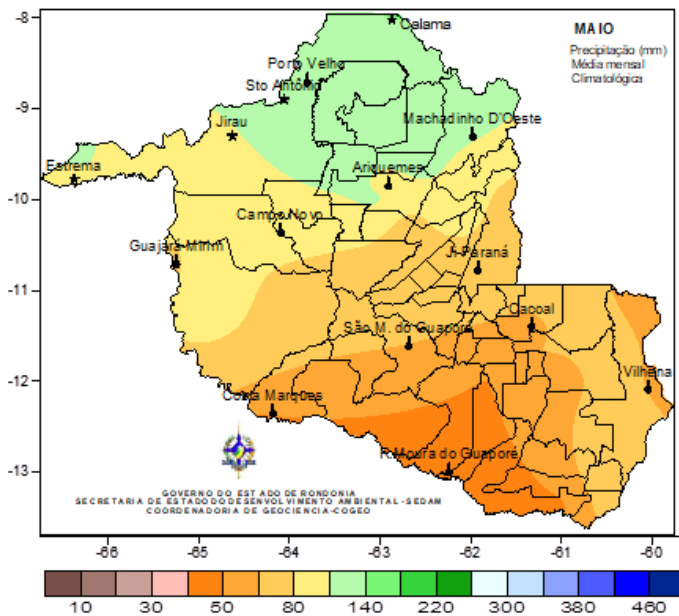 MAIO
Precipitação (mm)
Média mensal
Climatológica
Calama
Porto Velho
Sto Antônio
Machadinho D'Oeste
Jirau
Ariquemes
Estrema
Campo Novo
Guajará-Mirim
Ji-Paraná
Cacoal
São M. do Guaporé
Vilhena
Costa Marques
R.Moura do Guaporé
GOVERNO DO ESTADO DE RONDONIA
SECRETARIA DE ESTADO DO DESENVOLVIMENTO AMBIENTAL -SEDAM
COORDENADORIA DE GEOCIENCIA-COGEO
-8
-9
-10
-11
-12
-13
-66 -65 -64 -63 -62 -61 -60
10 30 50 80 140 220 300 380 460